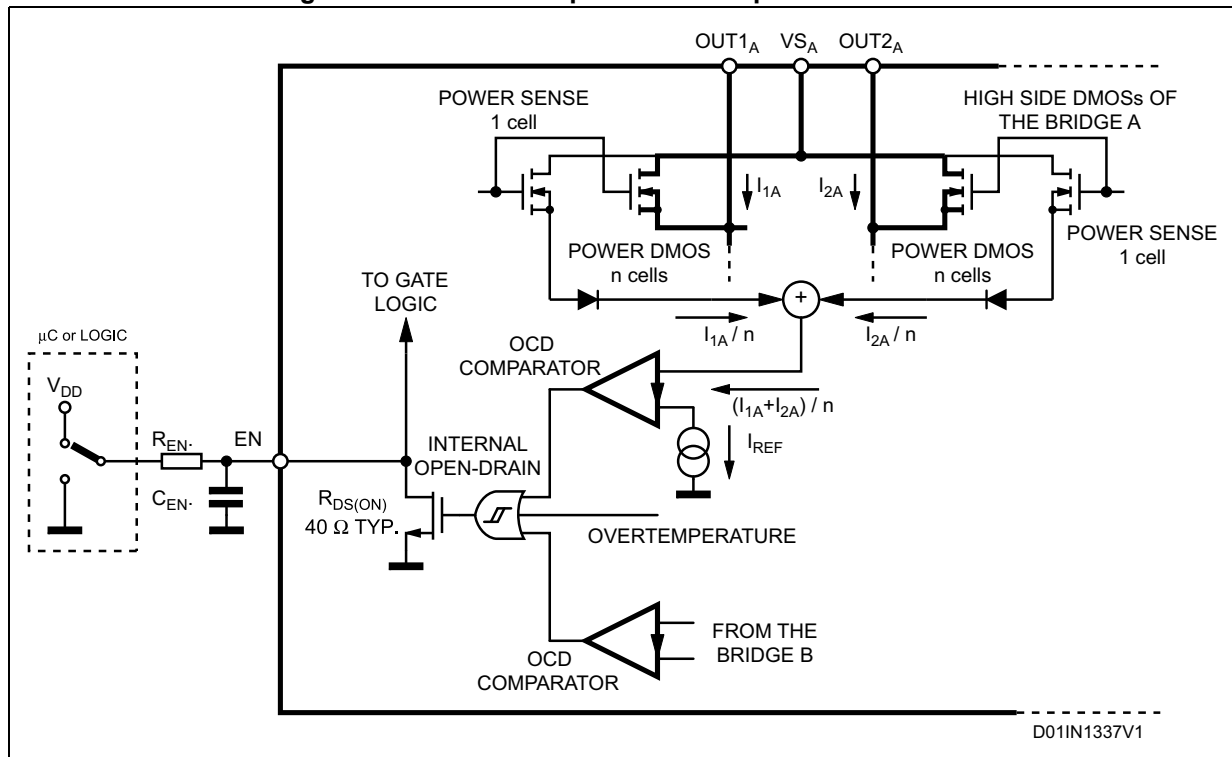 OUT1A VSA OUT2A
POWER SENSE
1 cell
HIGH SIDE DMOSs OF
THE BRIDGE A
I1A
I2A
POWER SENSE
1 cell
POWER DMOS
n cells
POWER DMOS
n cells
TO GATE
LOGIC
+
I1A / n
I2A / n
μC or LOGIC
OCD
COMPARATOR
VDD
(I1A+I2A) / n
REN.
EN
INTERNAL
OPEN-DRAIN
IREF
CEN.
RDS(ON)
40 Ω TYP.
OVERTEMPERATURE
FROM THE
BRIDGE B
OCD
COMPARATOR
D01IN1337V1